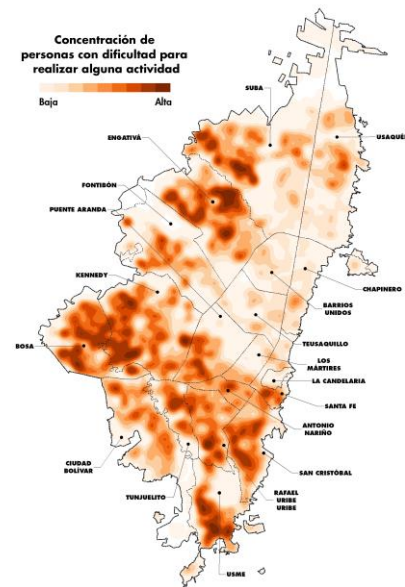 Concentración de
personas con dificultad para
realizar alguna actividad
Baja
Alta
SUBA
USAQUÉN
ENGATIVÁ
FONTIBÓN
PUENTE ARANDA
KENNEDY
CHAPINERO
BARRIOS
UNIDOS
TEUSAQUILLO
BOSA
LOS
MÁRTIRES
LA CANDELARIA
SANTA FE
ANTONIO
NARIÑO
CIUDAD
BOLÍVAR
SAN CRISTÓBAL
TUNJUELITO
RAFAEL
URIBE
URIBE
USME